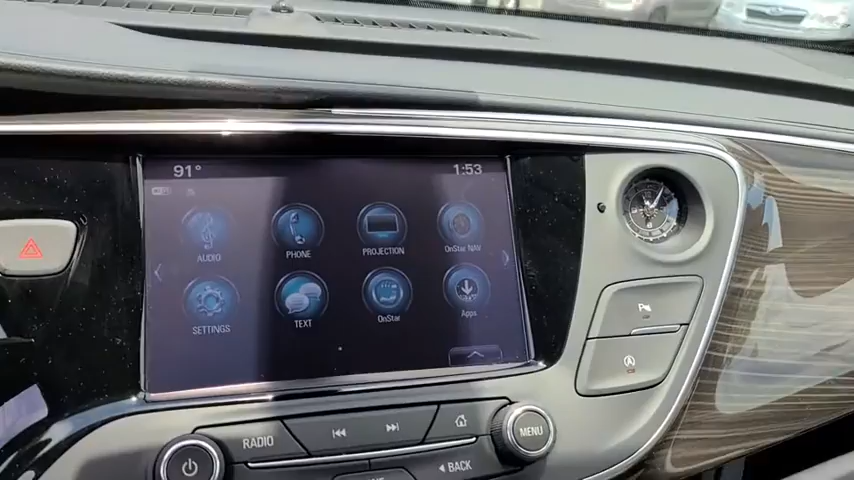 91°
1:53
AUDIO
PHONE
PROJECTION
OnStar NAV
SETTINGS
TEXT
OnStar
Apps
RADIO
MENU
BACK